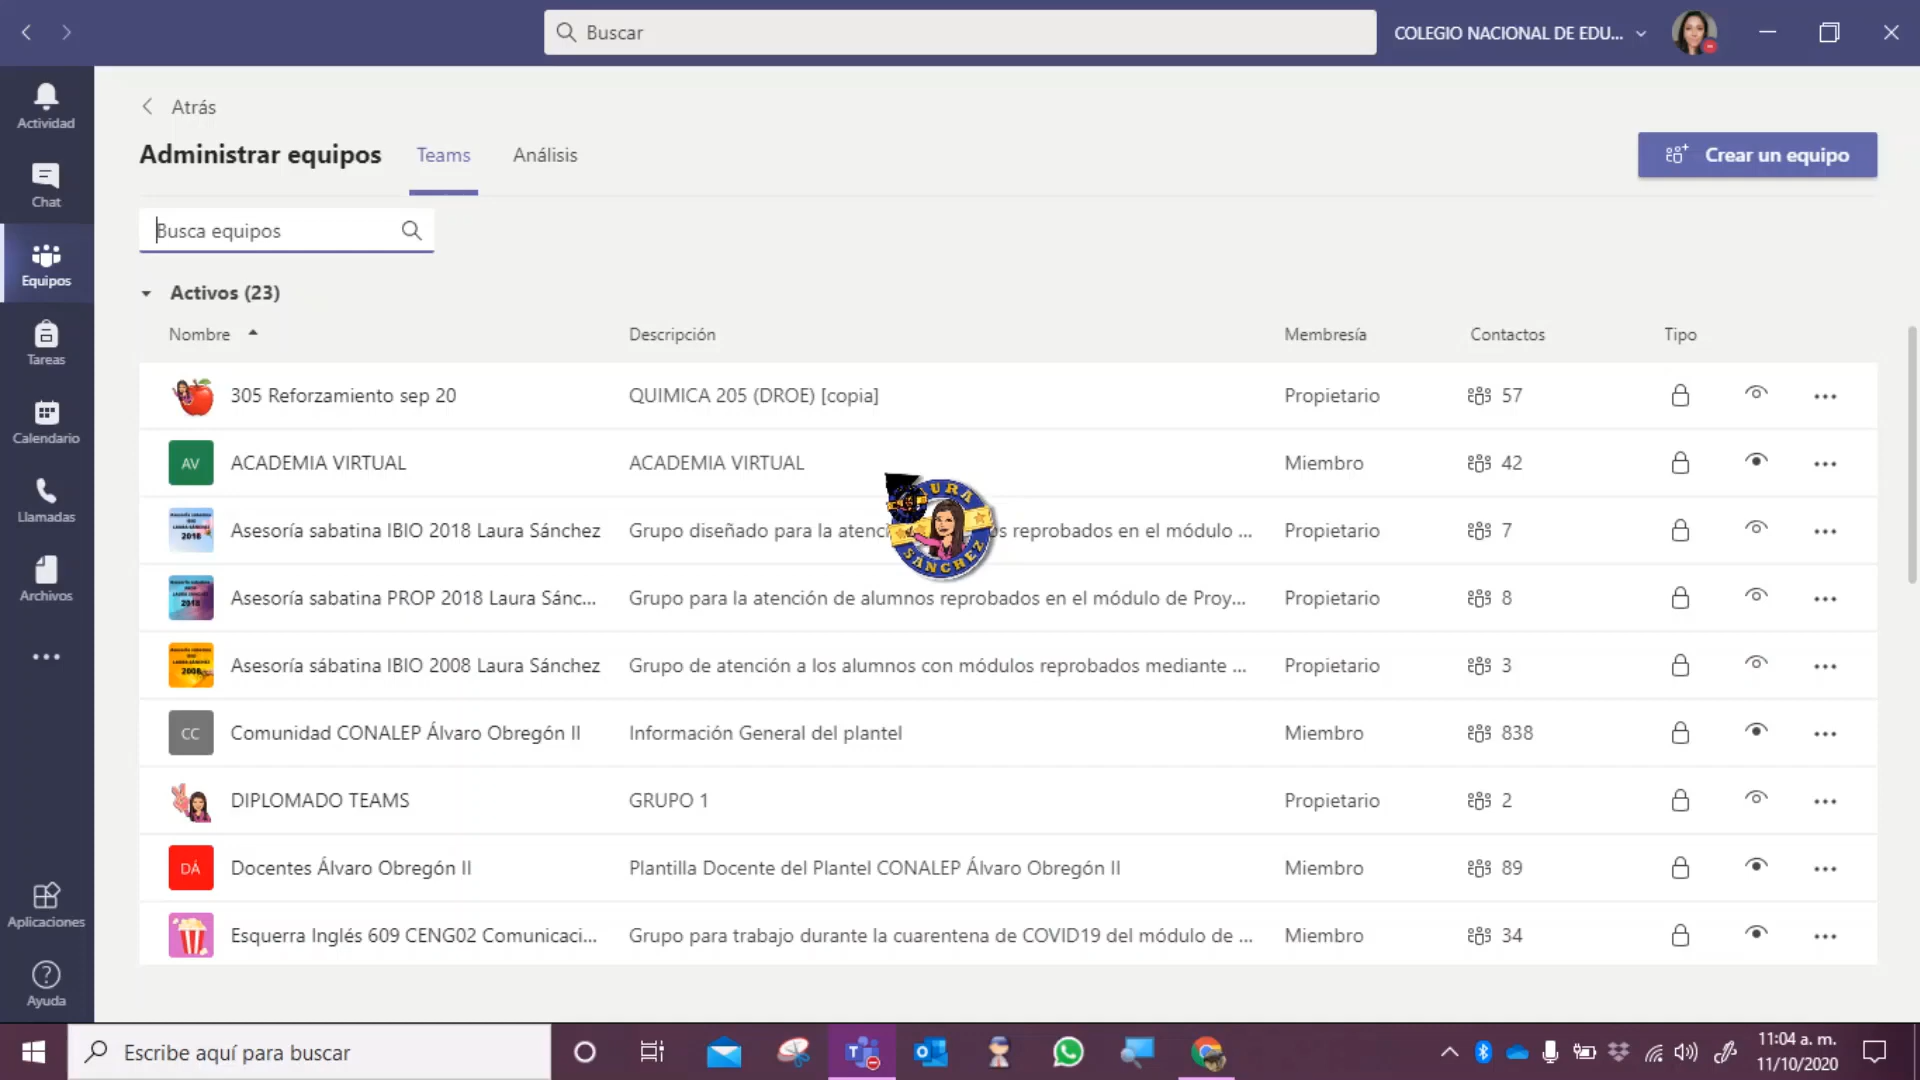 Buscar
COLEGIO NACIONAL DE EDU...
Actividad
Chat
Equipos
Tareas
Calendario
Llamadas
Archivos
Aplicaciones
Ayuda
Atrás
Administrar equipos
Teams
Análisis
Crear un equipo
Busca equipos
Activos (23)
Nombre
Descripción
Membresía
Contactos
Tipo
305 Reforzamiento sep 20
QUIMICA 205 (DROE) [copia]
Propietario
57
AV
ACADEMIA VIRTUAL
ACADEMIA VIRTUAL
Miembro
42
2018
Asesoría sabatina IBIO 2018 Laura Sánchez
Grupo diseñado para la atenc
s reprobados en el módulo ...
Propietario
7
LAURA
SÁNCHEZ
2018
Asesoría sabatina PROP 2018 Laura Sánc...
Grupo para la atención de alumnos reprobados en el módulo de Proy...
Propietario
8
2008
Asesoría sábatina IBIO 2008 Laura Sánchez
Grupo de atención a los alumnos con módulos reprobados mediante ...
Propietario
3
CC
Comunidad CONALEP Álvaro Obregón II
Información General del plantel
Miembro
838
DIPLOMADO TEAMS
GRUPO 1
Propietario
2
DÁ
Docentes Álvaro Obregón II
Plantilla Docente del Plantel CONALEP Álvaro Obregón II
Miembro
89
Esquerra Inglés 609 CENG02 Comunicaci...
Grupo para trabajo durante la cuarentena de COVID19 del módulo de ...
Miembro
34
Escribe aquí para buscar
11:04 a. m.
11/10/2020